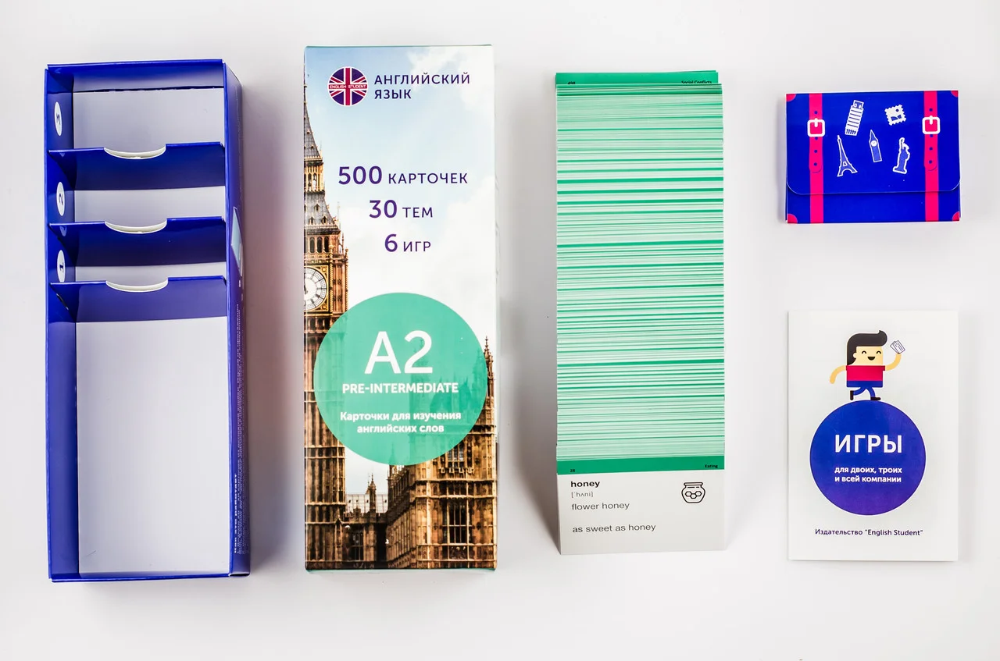 3
2
1
ENGLISH STUDENT
АНГЛИЙСКИЙ
ЯЗЫК
500 КАРТОЧЕК
30 ТЕМ
6 ИГР
A2
PRE-INTERMEDIATE
Карточки для изучения
английских слов
498 Social Conflicts
28 Eating
honey
[ˈhʌni]
flower honey
as sweet as honey
ИГРЫ
для двоих, троих
и всей компании
Издательство "English Student"